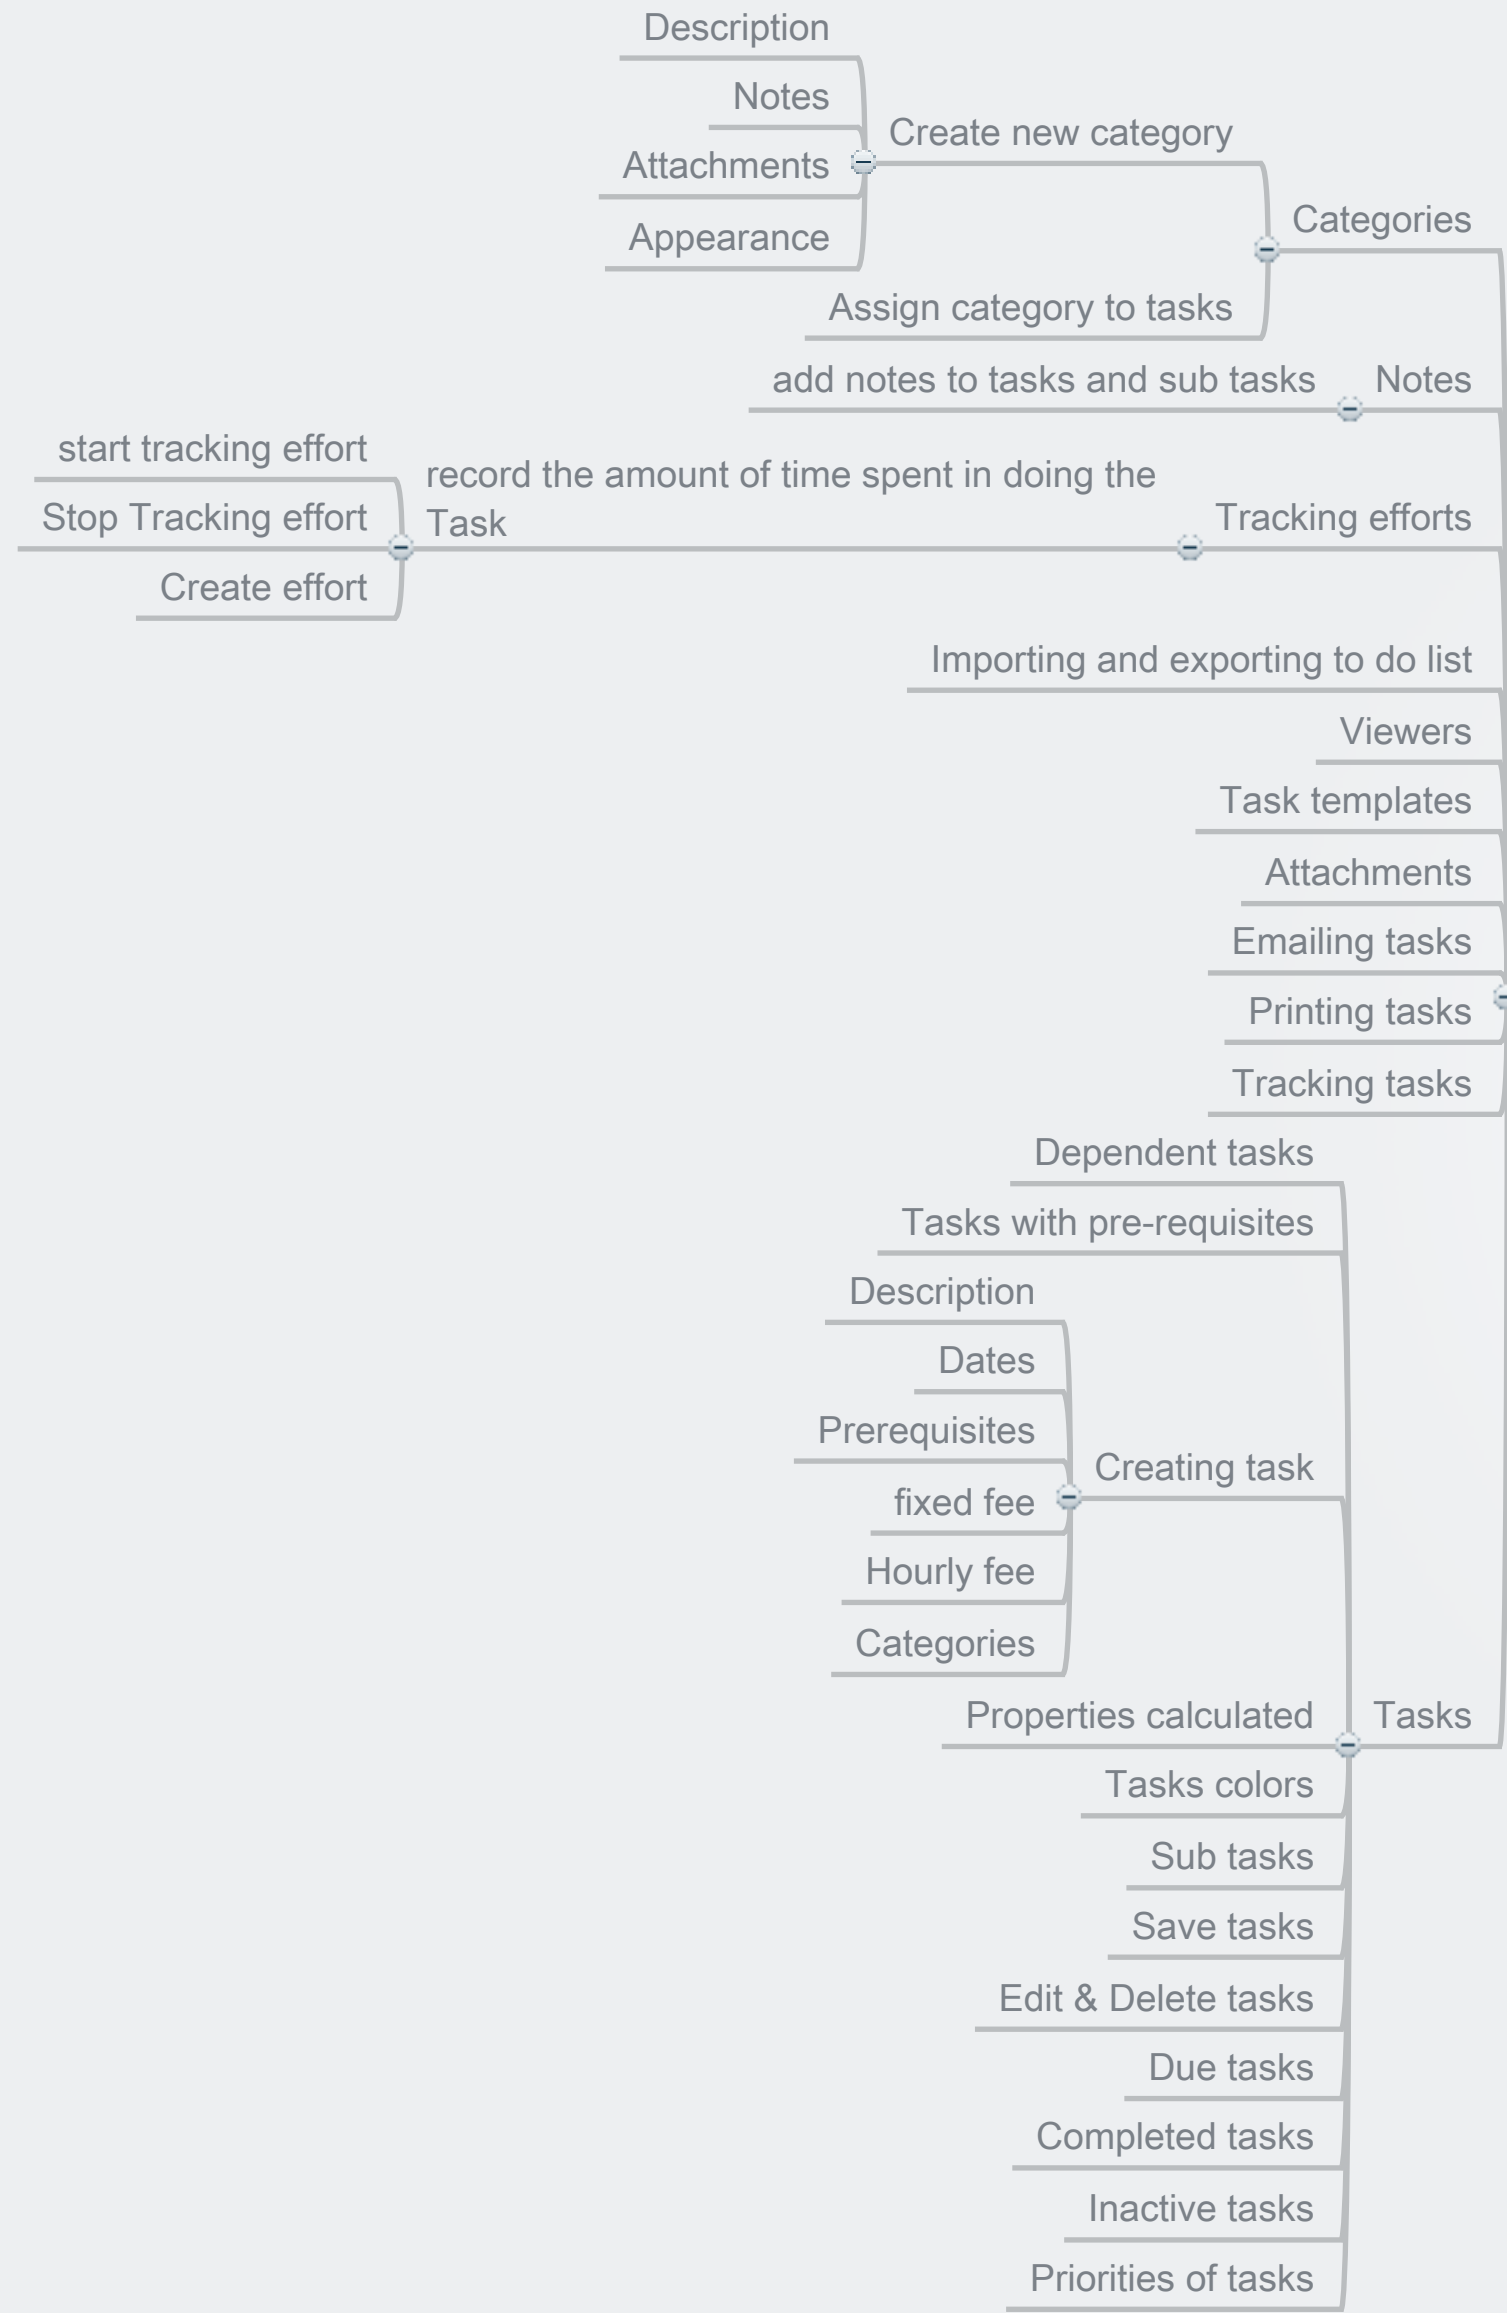 Description
Notes
Create new category
Attachments
Categories
Appearance
Assign category to tasks
add notes to tasks and sub tasks
Notes
start tracking effort
record the amount of time spent in doing the
Task
Stop Tracking effort
Tracking efforts
Create effort
Importing and exporting to do list
Viewers
Task templates
Attachments
Emailing tasks
Printing tasks
Tracking tasks
Dependent tasks
Tasks with pre-requisites
Description
Dates
Prerequisites
Creating task
fixed fee
Hourly fee
Categories
Properties calculated
Tasks
Tasks colors
Sub tasks
Save tasks
Edit & Delete tasks
Due tasks
Completed tasks
Inactive tasks
Priorities of tasks